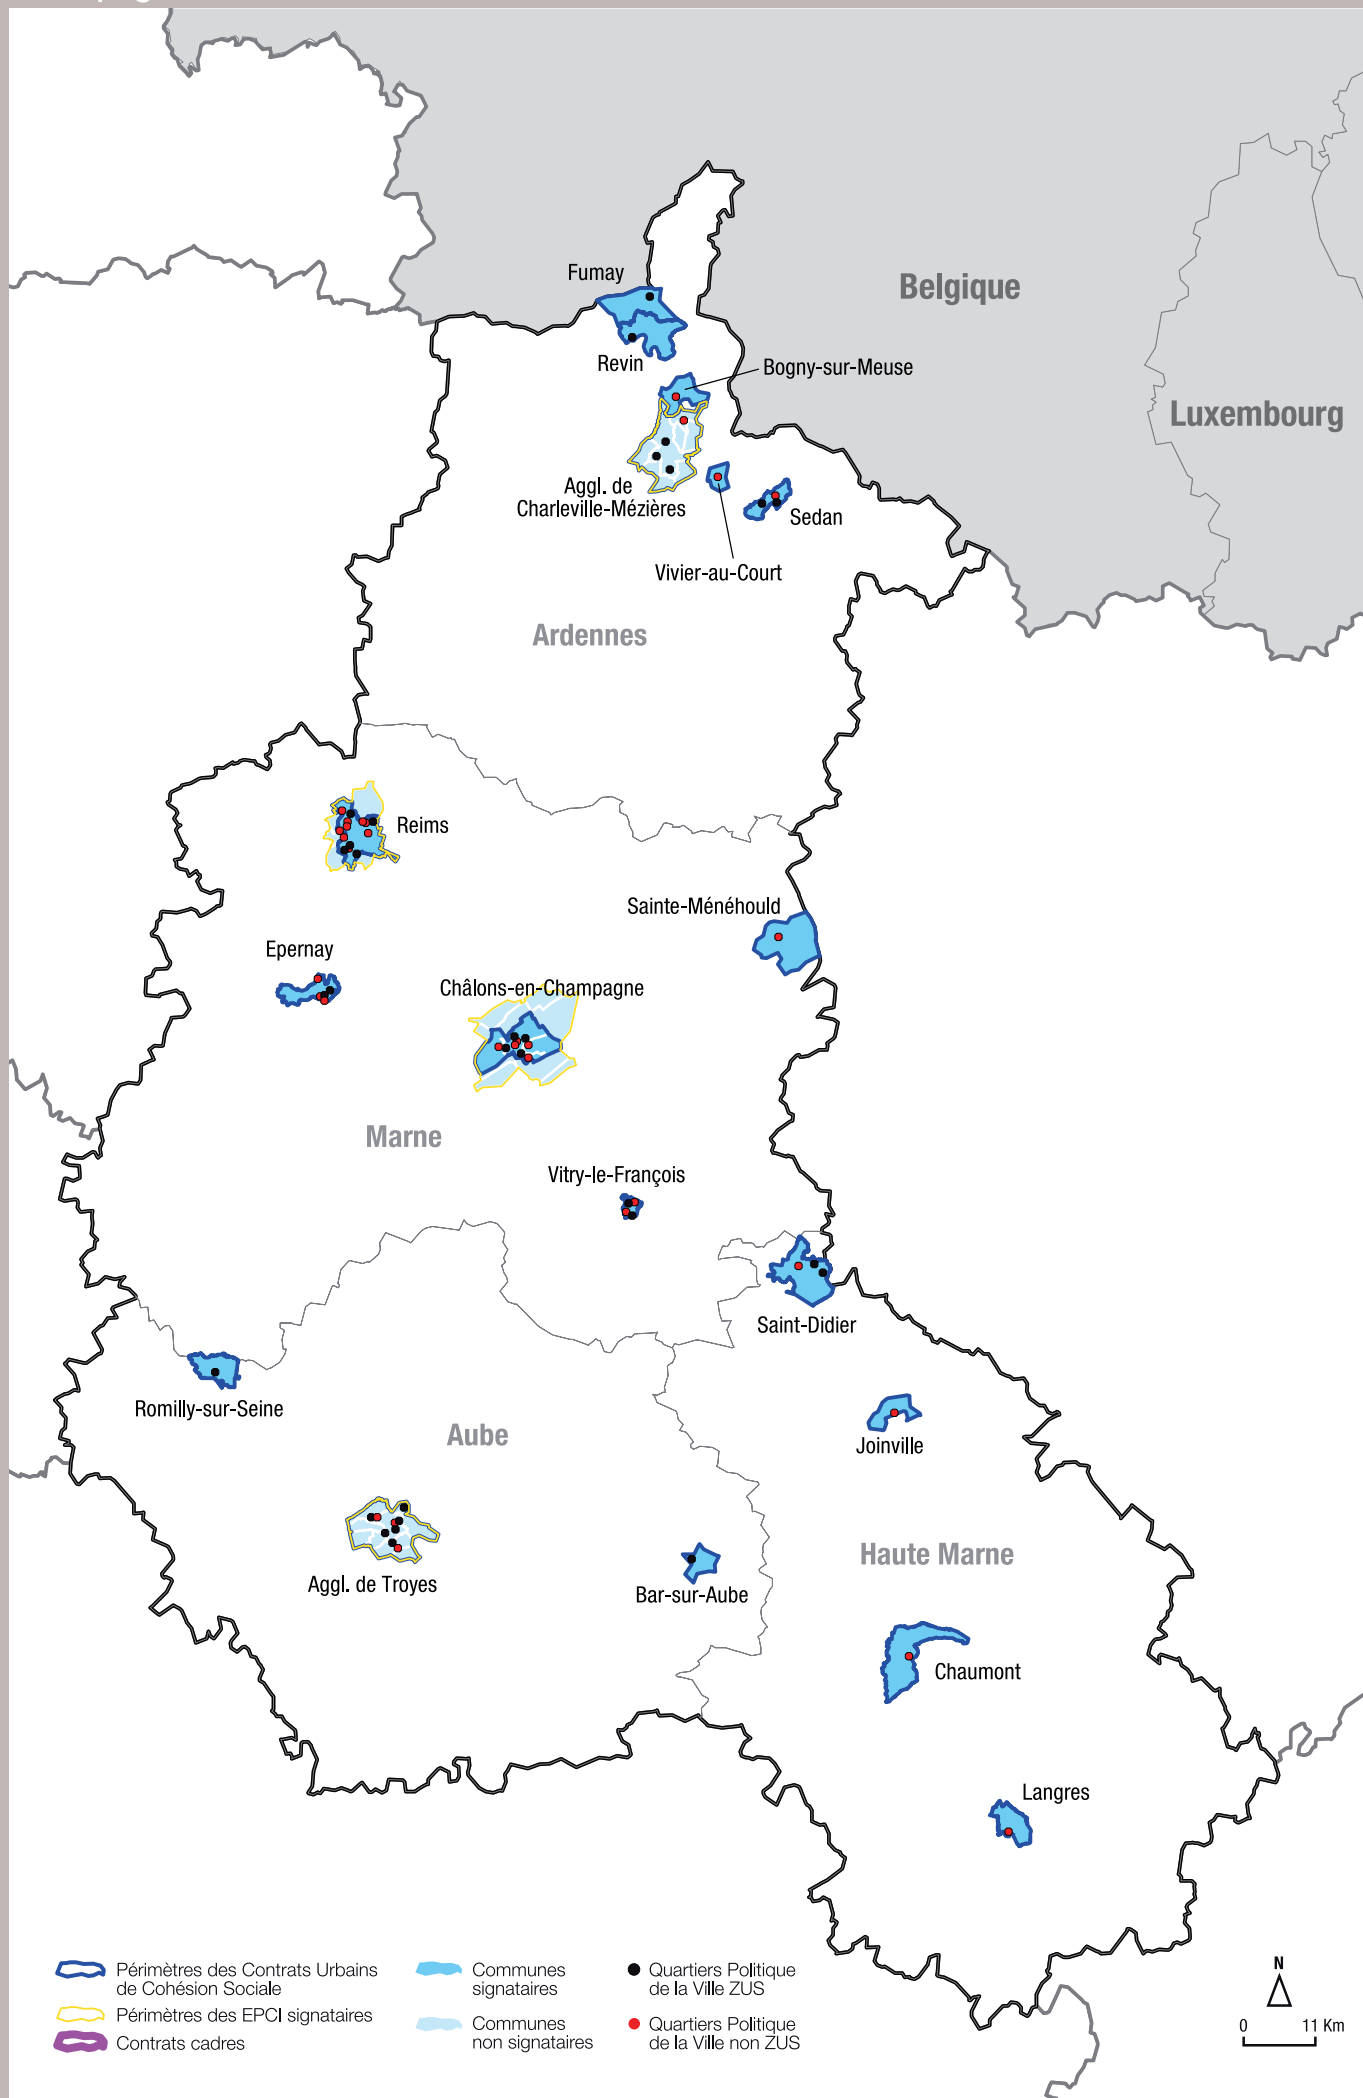 Fumay
Belgique
Revin
Bogny-sur-Meuse
Luxembourg
Aggl. de
Charleville-Mézières
Sedan
Vivier-au-Court
Ardennes
Reims
Sainte-Ménéhould
Epernay
Châlons-en-Champagne
Marne
Vitry-le-François
Saint-Didier
Romilly-sur-Seine
Aube
Joinville
Haute Marne
Aggl. de Troyes
Bar-sur-Aube
Chaumont
Langres
Périmètres des Contrats Urbains
de Cohésion Sociale
Périmètres des EPCI signataires
Contrats cadres
Communes
signataires
Communes
non signataires
Quartiers Politique
de la Ville ZUS
Quartiers Politique
de la Ville non ZUS
N
0 11 Km